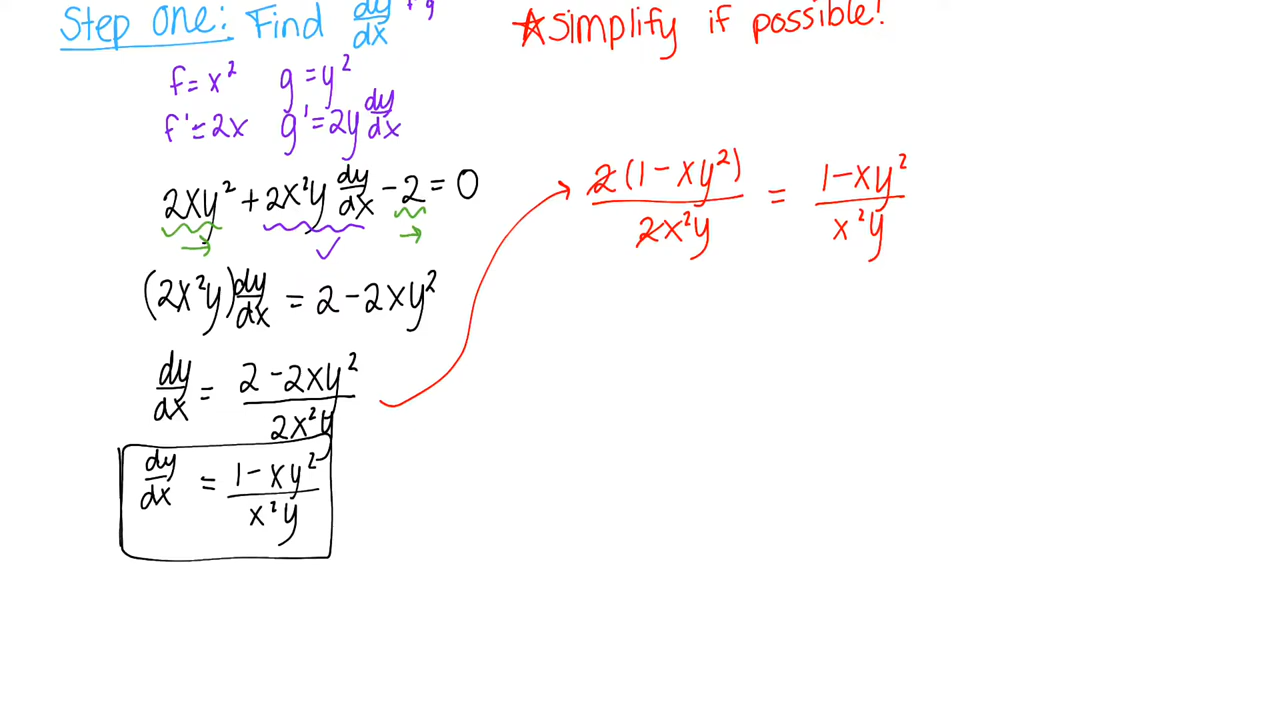 Step One: Find dy/dx
☆Simplify if possible!
f = x² g = y²
f' = 2x g' = 2y dy/dx
2xy² + 2x²y dy/dx - 2 = 0
(2x²y) dy/dx = 2 - 2xy²
dy/dx = (2 - 2xy²)/(2x²y)
dy/dx = (1 - xy²)/(x²y)
2(1 - xy²)/(2x²y) = (1 - xy²)/(x²y)